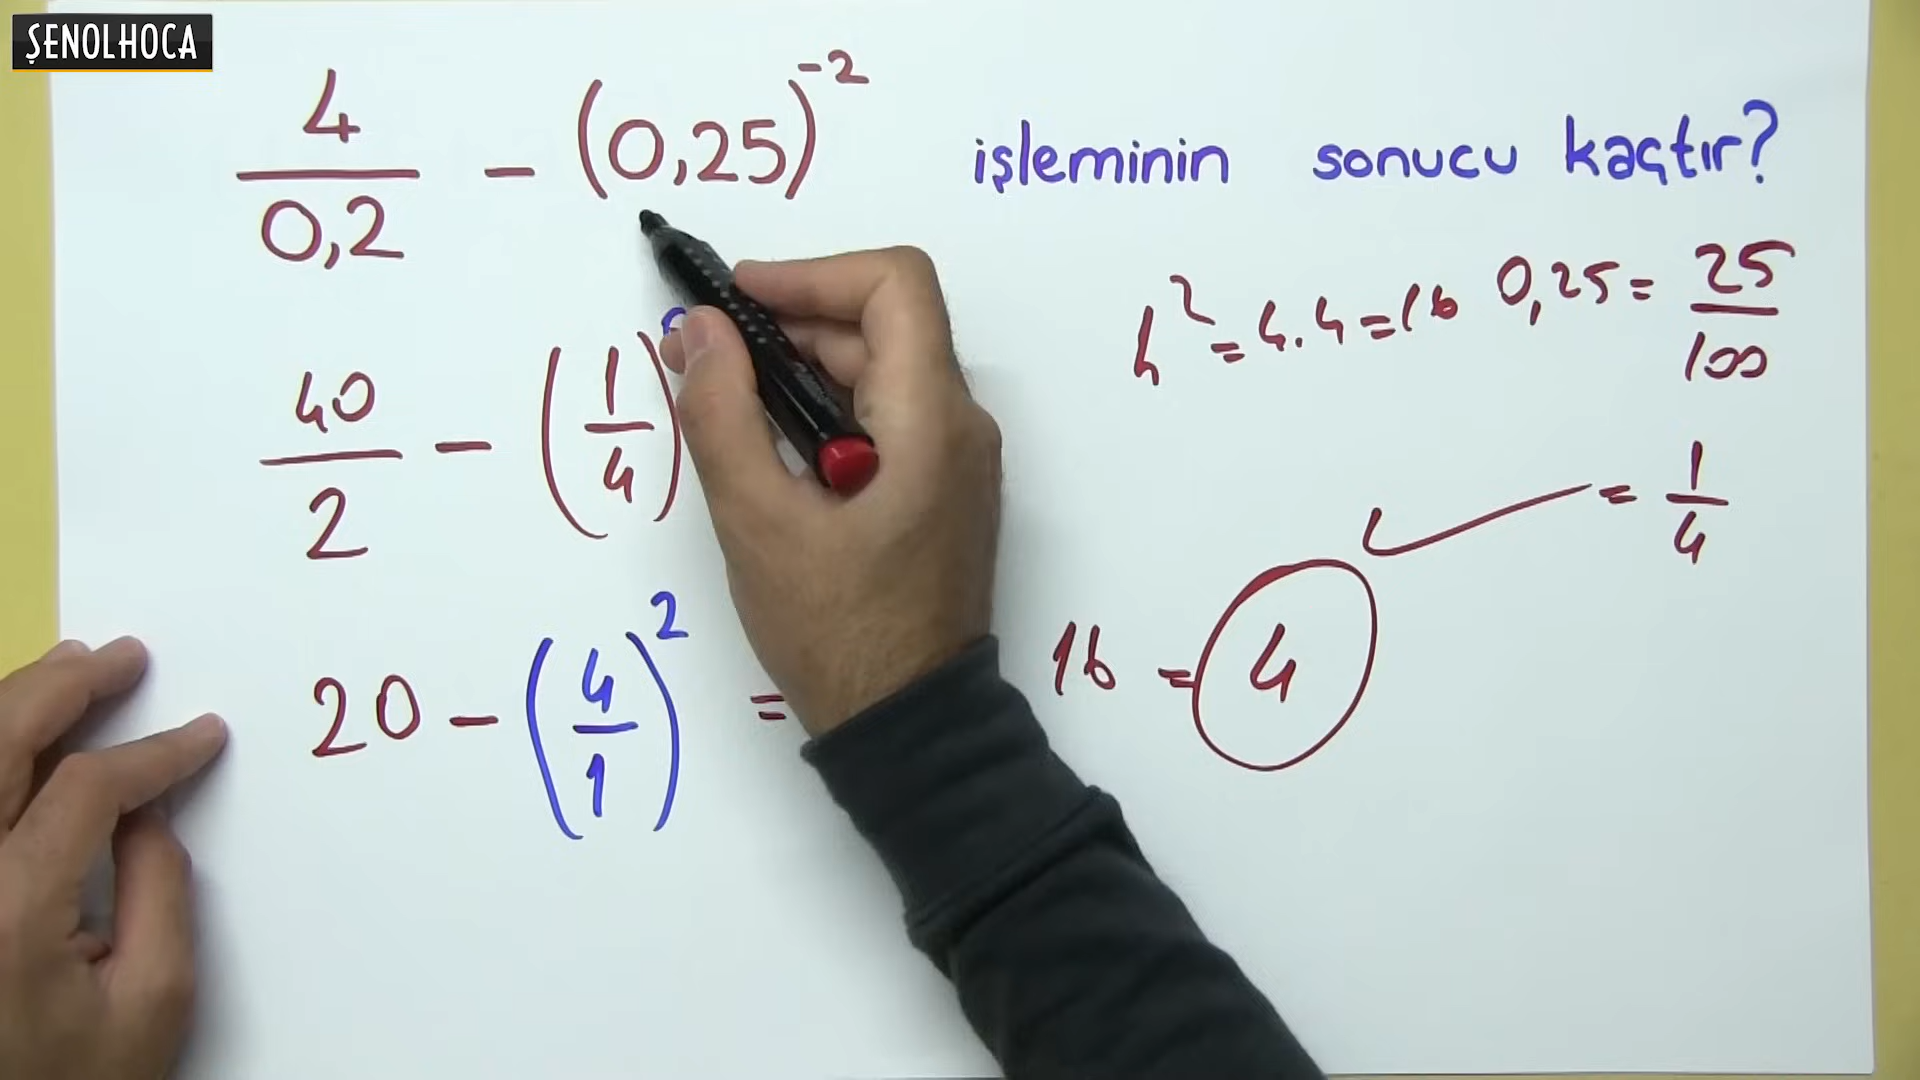 ŞENOLHOCA
4/0,2 − (0,25)⁻² işleminin sonucu kaçtır?
4² = 4.4 = 16 0,25 = 25/100
40/2 − (1/4)
= 1/4
20 − (4/1)² = 16 = 4